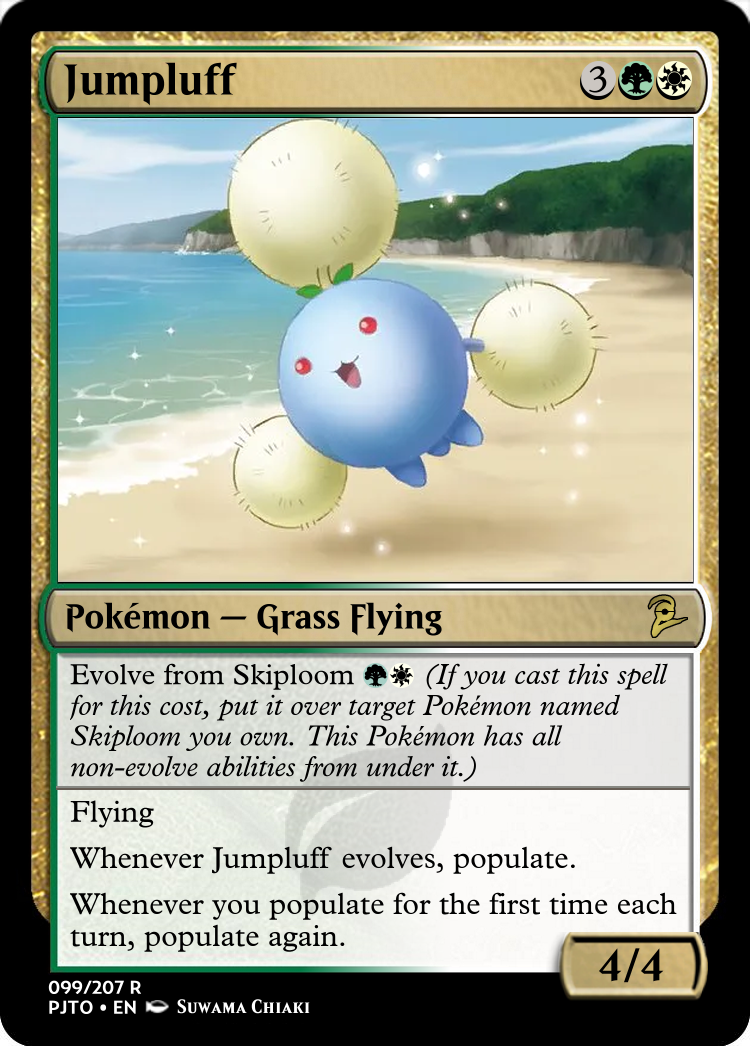 Jumpluff 3
Pokémon — Grass Flying
Evolve from Skiploom (If you cast this spell
for this cost, put it over target Pokémon named
Skiploom you own. This Pokémon has all
non-evolve abilities from under it.)
Flying
Whenever Jumpluff evolves, populate.
Whenever you populate for the first time each
turn, populate again.
4/4
099/207 R
PJTO • EN Suwama Chiaki